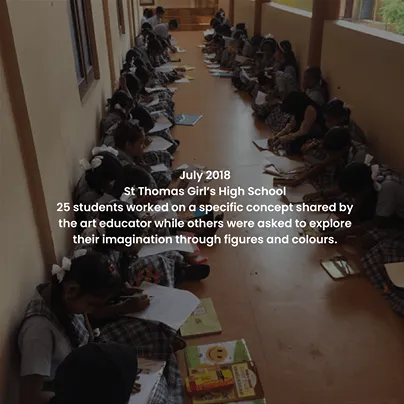 July 2018
St Thomas Girl's High School
25 students worked on a specific concept shared by
the art educator while others were asked to explore
their imagination through figures and colours.